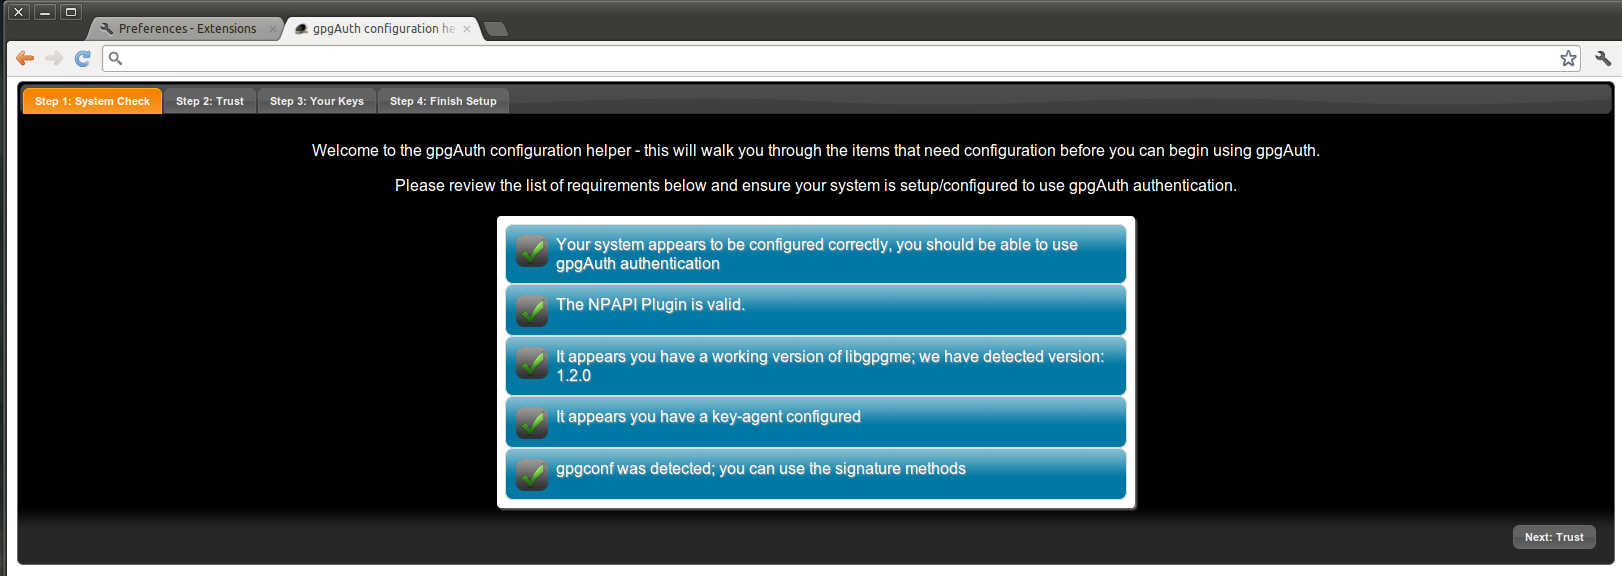 Preferences - Extensions
gpgAuth configuration he
Step 1: System Check
Step 2: Trust
Step 3: Your Keys
Step 4: Finish Setup
Welcome to the gpgAuth configuration helper - this will walk you through the items that need configuration before you can begin using gpgAuth.
Please review the list of requirements below and ensure your system is setup/configured to use gpgAuth authentication.
Your system appears to be configured correctly, you should be able to use
gpgAuth authentication
The NPAPI Plugin is valid.
It appears you have a working version of libgpgme; we have detected version:
1.2.0
It appears you have a key-agent configured
gpgconf was detected; you can use the signature methods
Next: Trust